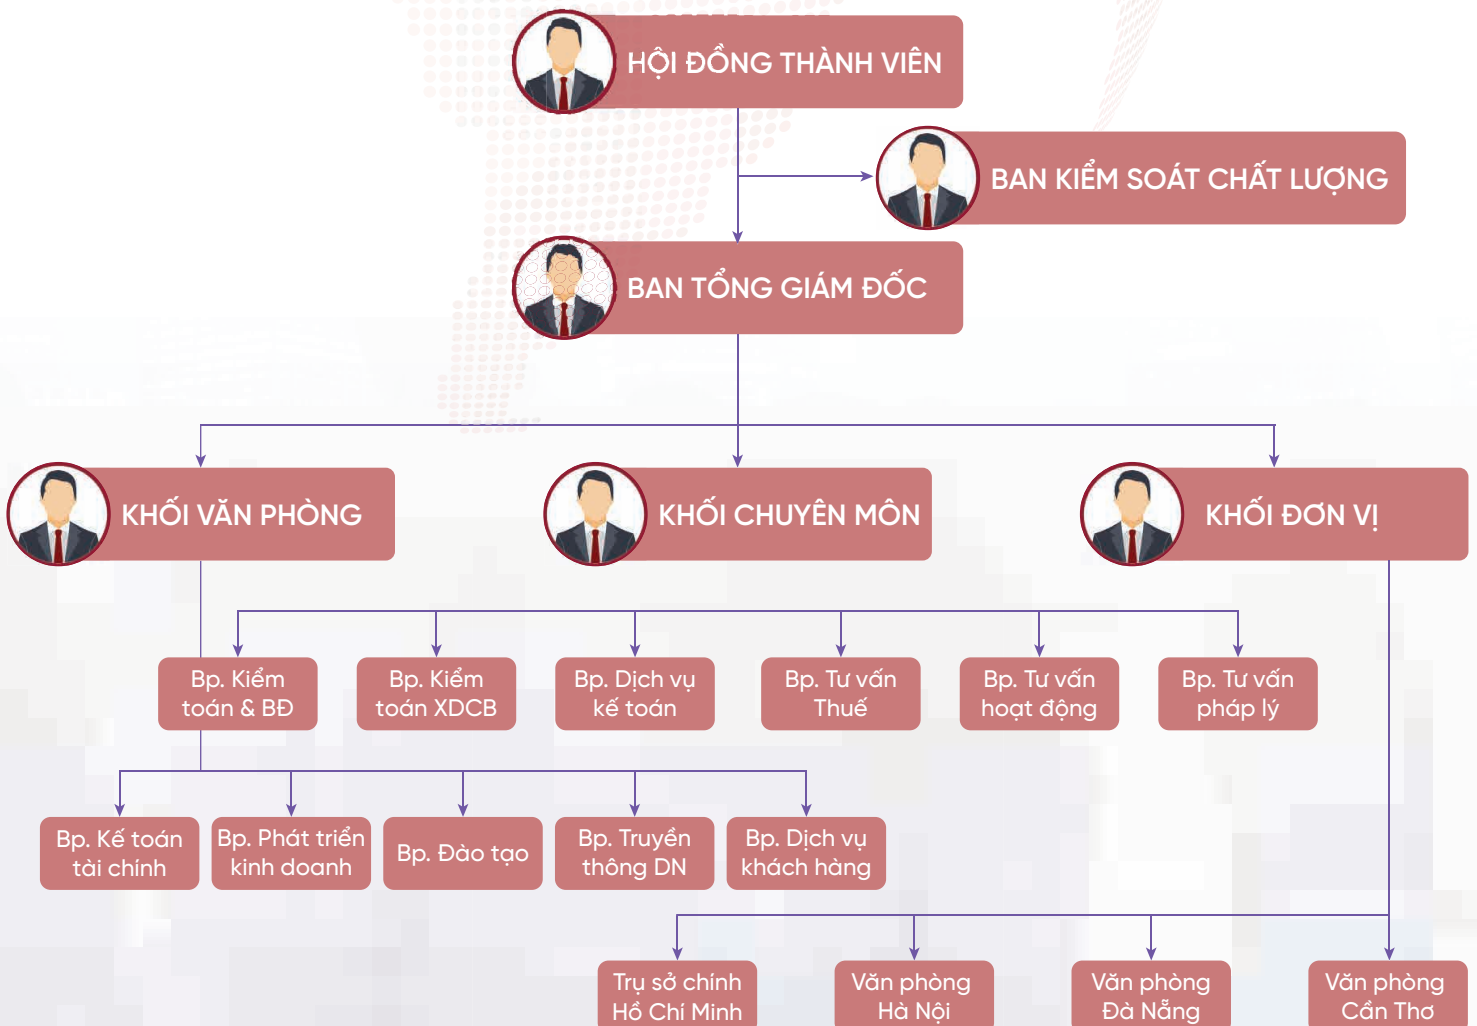 HỘI ĐỒNG THÀNH VIÊN
BAN KIỂM SOÁT CHẤT LƯỢNG
BAN TỔNG GIÁM ĐỐC
KHỐI VĂN PHÒNG
KHỐI CHUYÊN MÔN
KHỐI ĐƠN VỊ
Bp. Kiểm
toán & BĐ
Bp. Kiểm
toán XDCB
Bp. Dịch vụ
kế toán
Bp. Tư vấn
Thuế
Bp. Tư vấn
hoạt động
Bp. Tư vấn
pháp lý
Bp. Kế toán
tài chính
Bp. Phát triển
kinh doanh
Bp. Đào tạo
Bp. Truyền
thông DN
Bp. Dịch vụ
khách hàng
Trụ sở chính
Hồ Chí Minh
Văn phòng
Hà Nội
Văn phòng
Đà Nẵng
Văn phòng
Cần Thơ